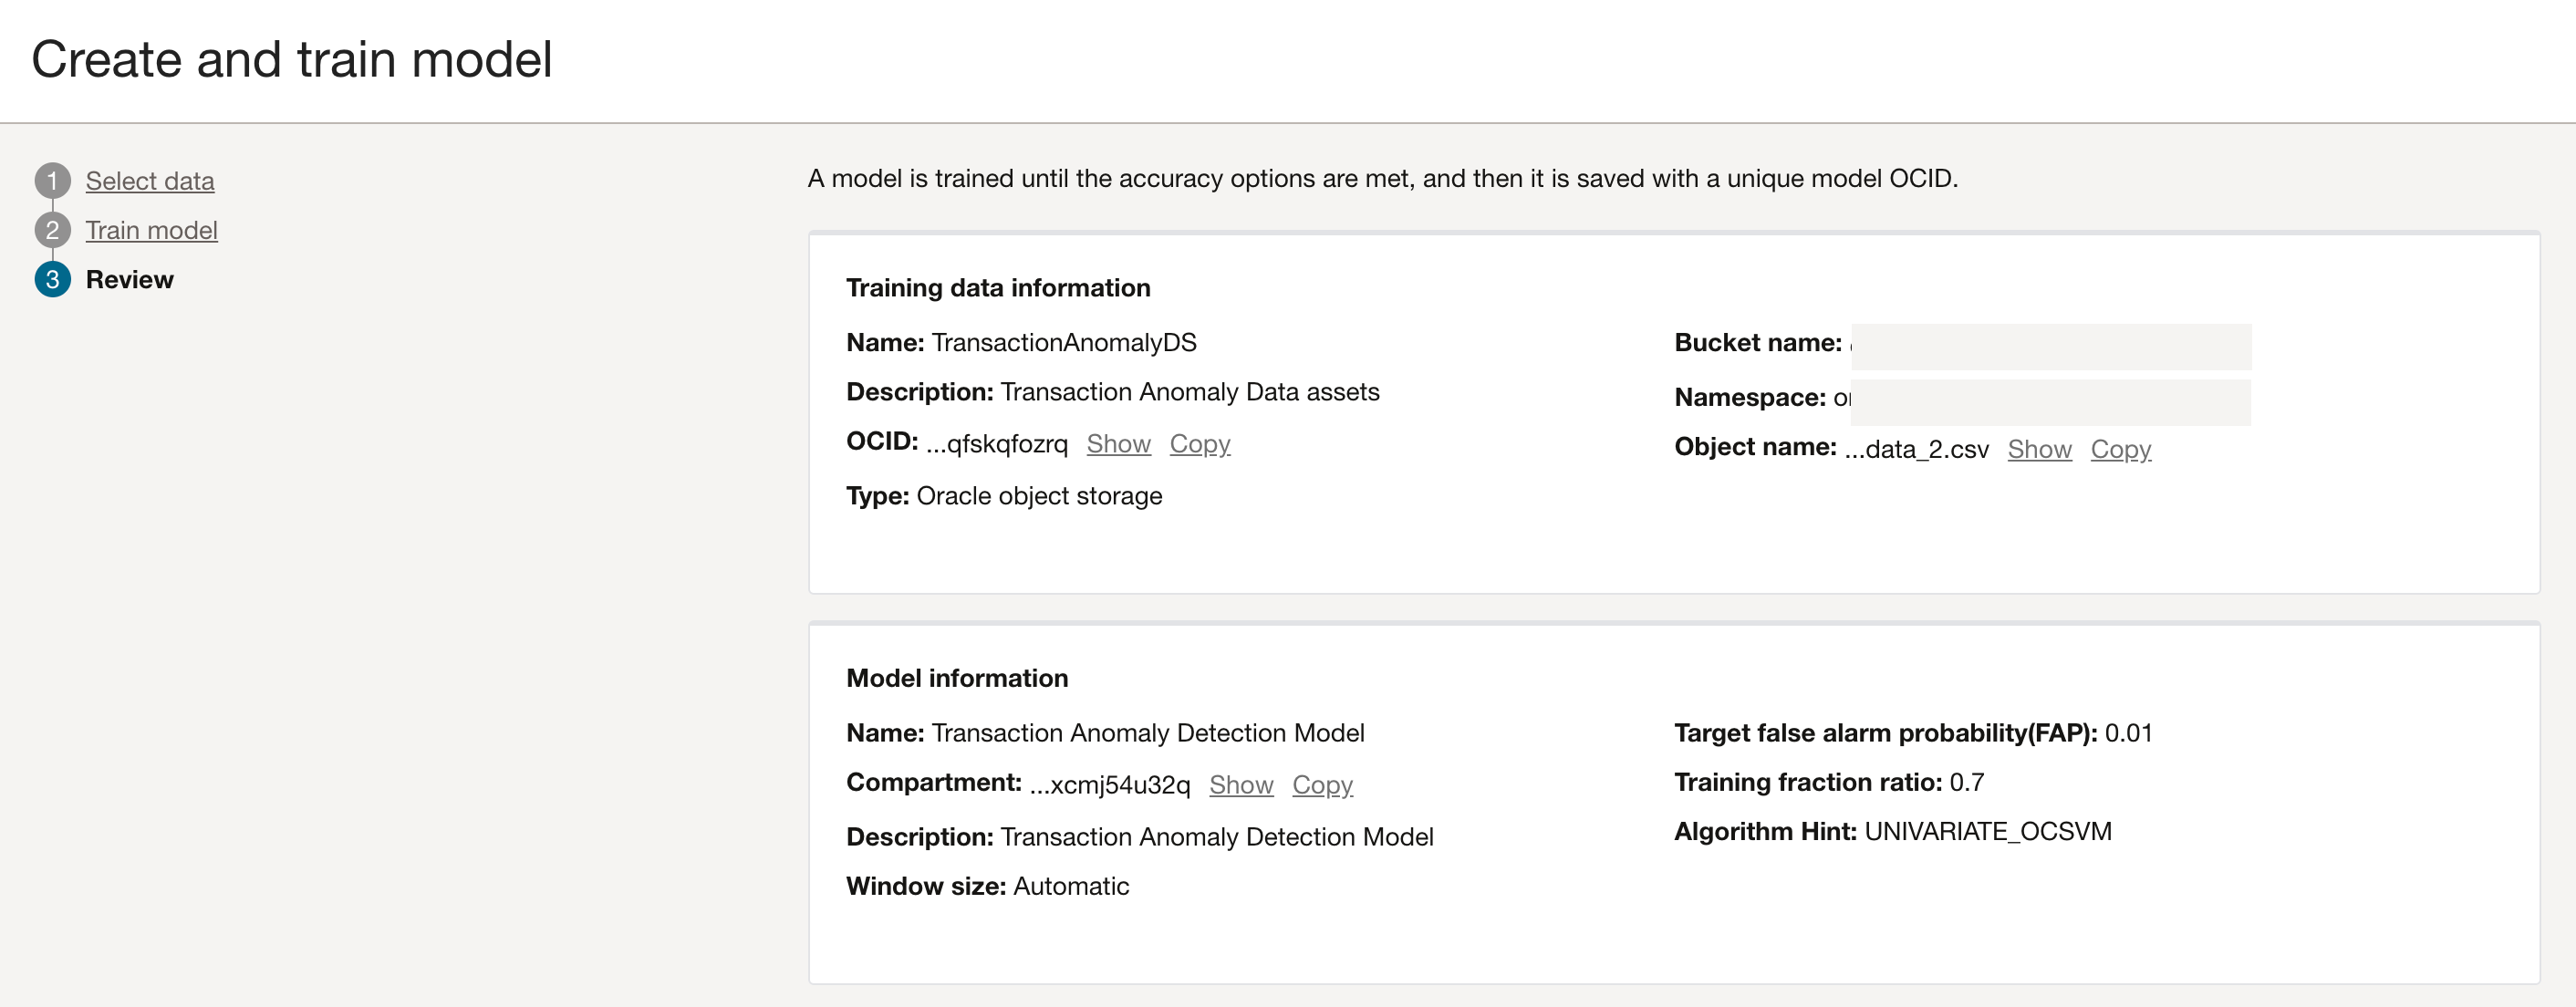 Create and train model
1 Select data
2 Train model
3 Review
A model is trained until the accuracy options are met, and then it is saved with a unique model OCID.
Training data information
Name: TransactionAnomalyDS
Description: Transaction Anomaly Data assets
OCID: ...qfskqfozrq Show Copy
Type: Oracle object storage
Bucket name:
Namespace:
Object name: ...data_2.csv Show Copy
Model information
Name: Transaction Anomaly Detection Model
Compartment: ...xcmj54u32q Show Copy
Description: Transaction Anomaly Detection Model
Window size: Automatic
Target false alarm probability(FAP): 0.01
Training fraction ratio: 0.7
Algorithm Hint: UNIVARIATE_OCSVM